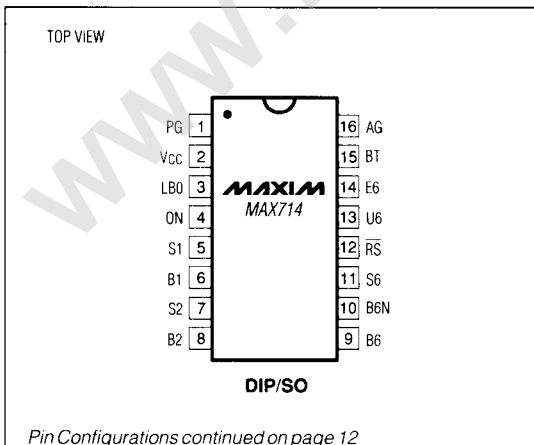 www.
TOP VIEW
PG 1
16 AG
Vcc 2
15 BT
LBO 3
14 E6
MAXIM
MAX714
ON 4
13 U6
S1 5
12 R̅S̅
B1 6
11 S6
S2 7
10 B6N
B2 8
9 B6
DIP/SO
Pin Configurations continued on page 12